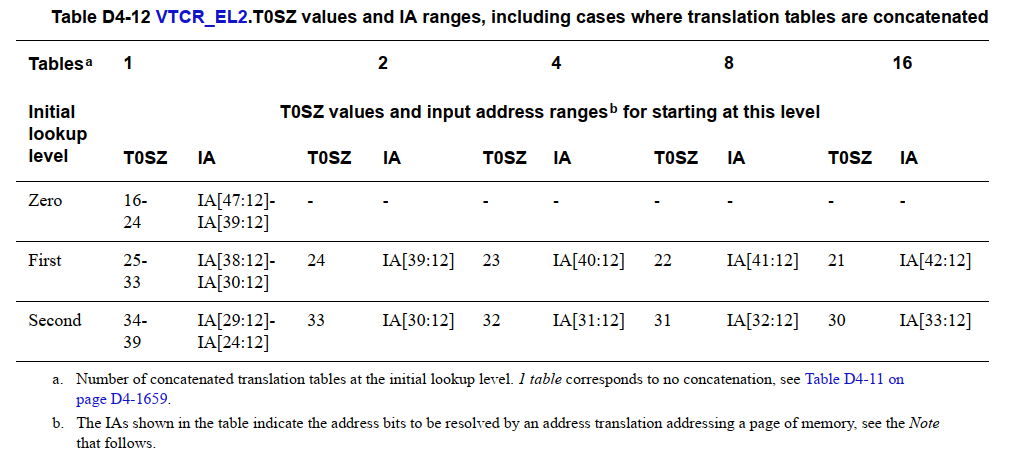 Table D4-12 VTCR_EL2.T0SZ values and IA ranges, including cases where translation tables are concatenated
Tablesa 1 2 4 8 16
Initial lookup level T0SZ values and input address rangesb for starting at this level
T0SZ IA T0SZ IA T0SZ IA T0SZ IA T0SZ IA
Zero 16- IA[47:12]- - - - - - - - -
24 IA[39:12]
First 25- IA[38:12]- 24 IA[39:12] 23 IA[40:12] 22 IA[41:12] 21 IA[42:12]
33 IA[30:12]
Second 34- IA[29:12]- 33 IA[30:12] 32 IA[31:12] 31 IA[32:12] 30 IA[33:12]
39 IA[24:12]
a. Number of concatenated translation tables at the initial lookup level. 1 table corresponds to no concatenation, see Table D4-11 on
page D4-1659.
b. The IAs shown in the table indicate the address bits to be resolved by an address translation addressing a page of memory, see the Note
that follows.